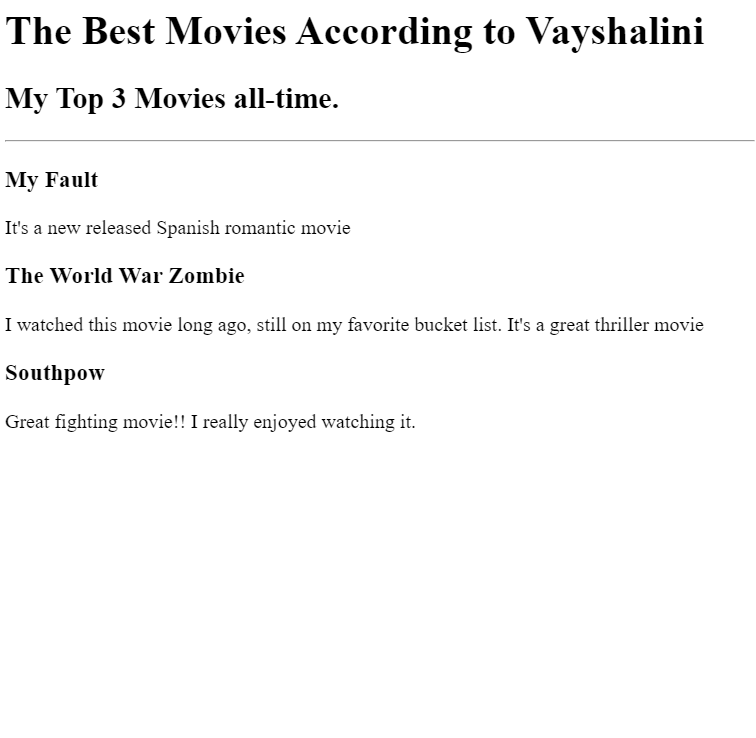 The Best Movies According to Vayshalini
My Top 3 Movies all-time.
My Fault
It's a new released Spanish romantic movie
The World War Zombie
I watched this movie long ago, still on my favorite bucket list. It's a great thriller movie
Southpow
Great fighting movie!! I really enjoyed watching it.